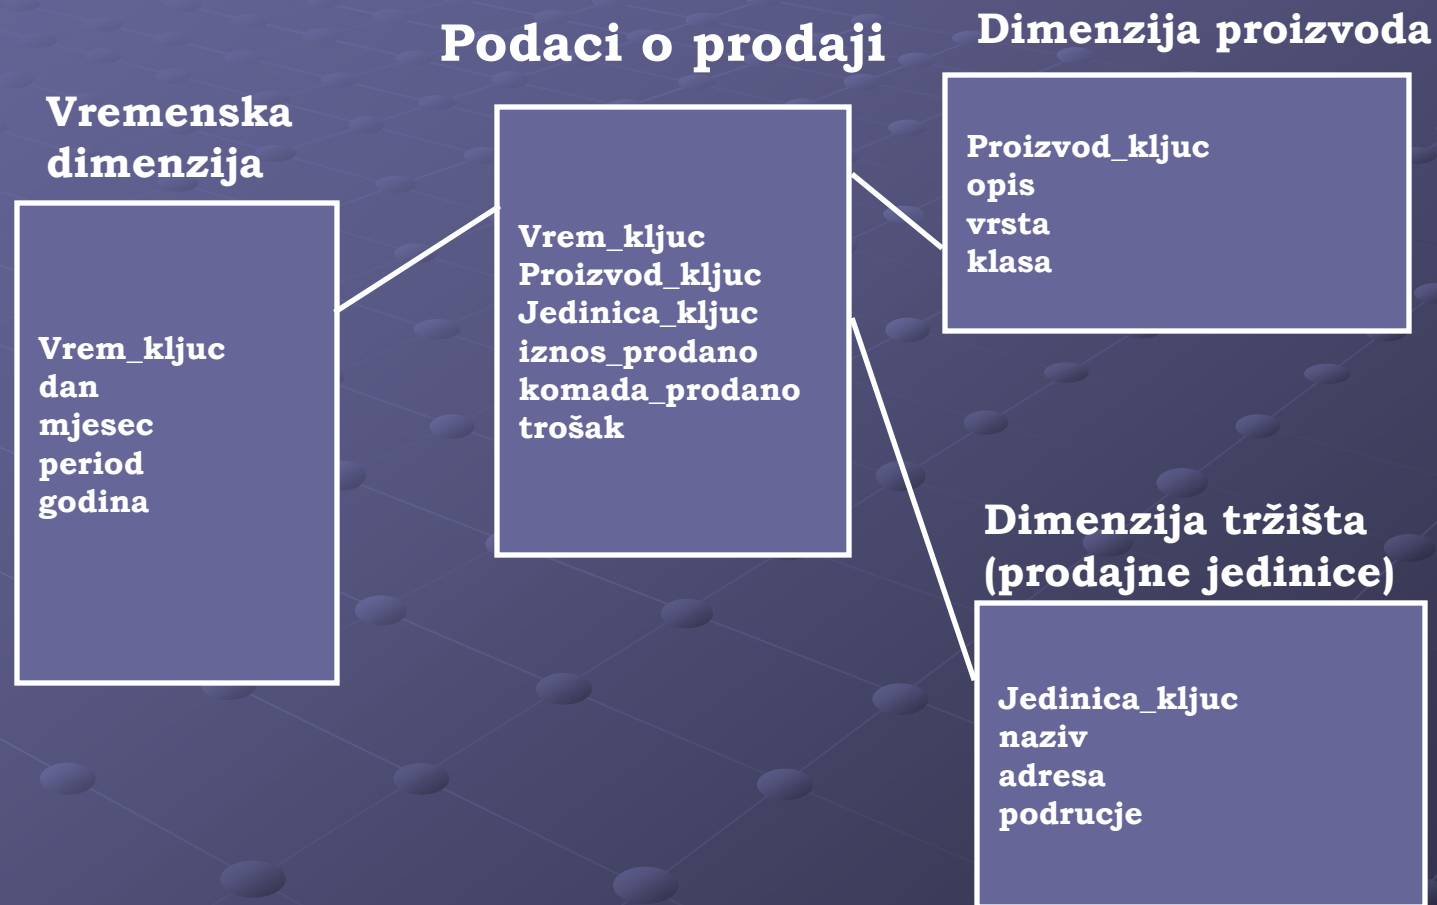 Podaci o prodaji
Dimenzija proizvoda
Vremenska
dimenzija
Vrem_kljuc
dan
mjesec
period
godina
Vrem_kljuc
Proizvod_kljuc
Jedinica_kljuc
iznos_prodano
komada_prodano
trošak
Proizvod_kljuc
opis
vrsta
klasa
Dimenzija tržišta
(prodajne jedinice)
Jedinica_kljuc
naziv
adresa
podrucje